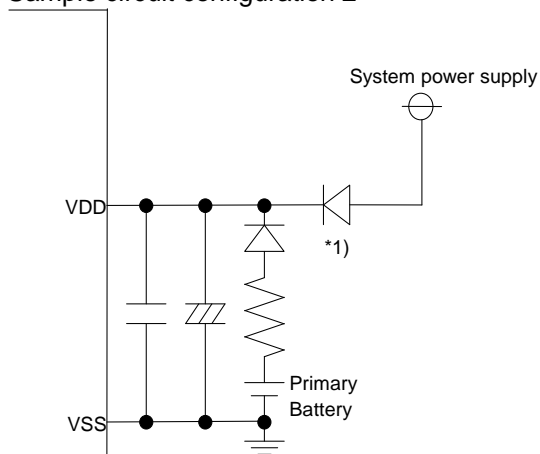 Sample circuit configuration 2
System power supply
VDD
*1)
Primary
Battery
VSS